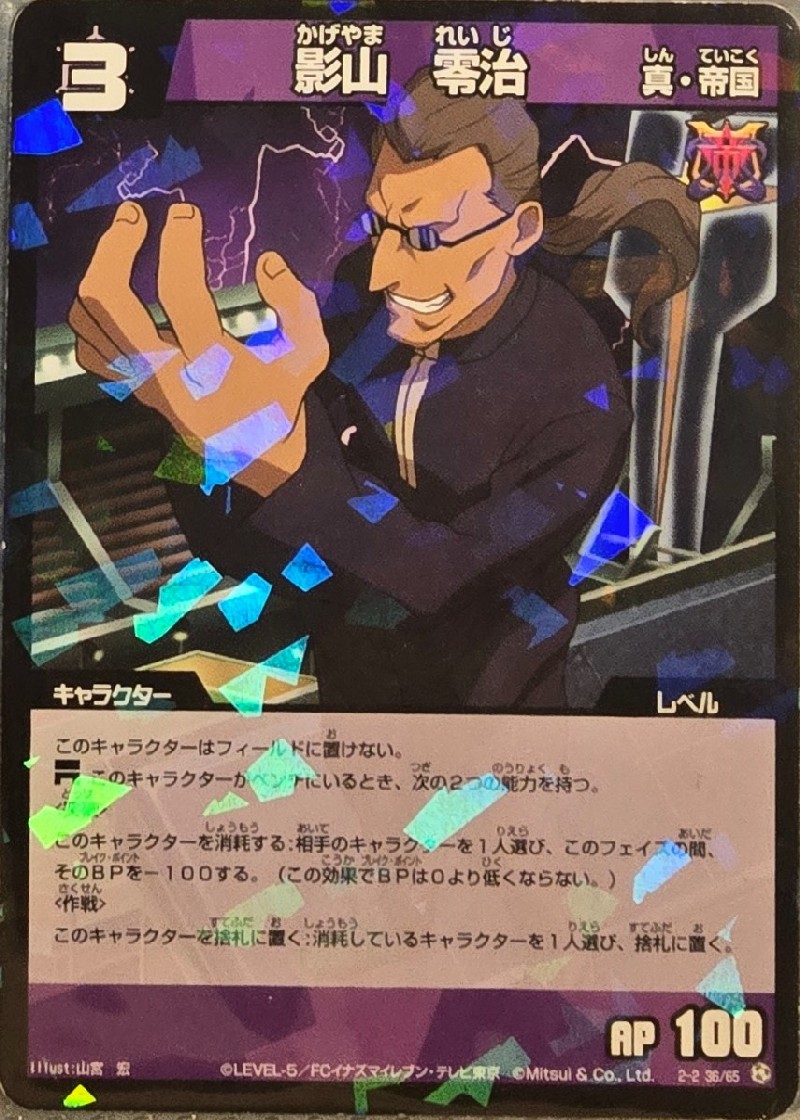 3
かげやま れいじ
影山 零治
しん ていこく
真・帝国
キャラクター
レベル
このキャラクターはフィールドに置けない。
このキャラクターがベンチにいるとき、次の2つの能力を持つ。
このキャラクターを消耗する:相手のキャラクターを1人選び、このフェイズの間、
そのBPを−100する。(この効果でBPは0より低くならない。)
〈作戦〉
このキャラクターを捨札に置く:消耗しているキャラクターを1人選び、捨札に置く。
AP 100
Illust:山宮 宏
©LEVEL-5/FCイナズマイレブン・テレビ東京 ©Mitsui & Co., Ltd. 2-2 36/65